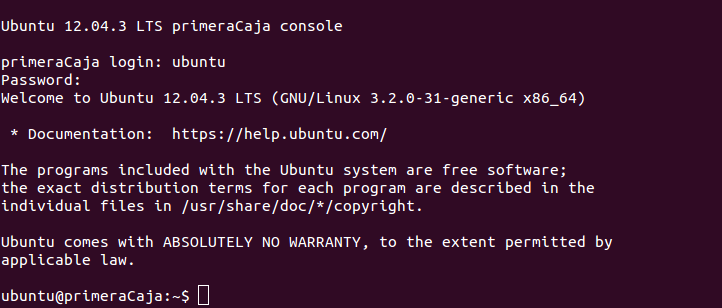 Ubuntu 12.04.3 LTS primeraCaja console
primeraCaja login: ubuntu
Password:
Welcome to Ubuntu 12.04.3 LTS (GNU/Linux 3.2.0-31-generic x86_64)
* Documentation:  https://help.ubuntu.com/
The programs included with the Ubuntu system are free software;
the exact distribution terms for each program are described in the
individual files in /usr/share/doc/*/copyright.
Ubuntu comes with ABSOLUTELY NO WARRANTY, to the extent permitted by
applicable law.
ubuntu@primeraCaja:~$